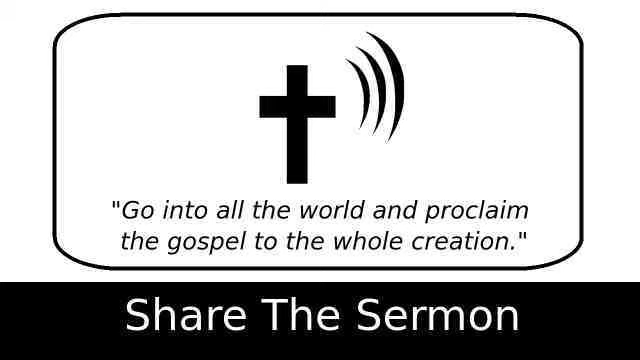 "Go into all the world and proclaim
the gospel to the whole creation."
Share The Sermon